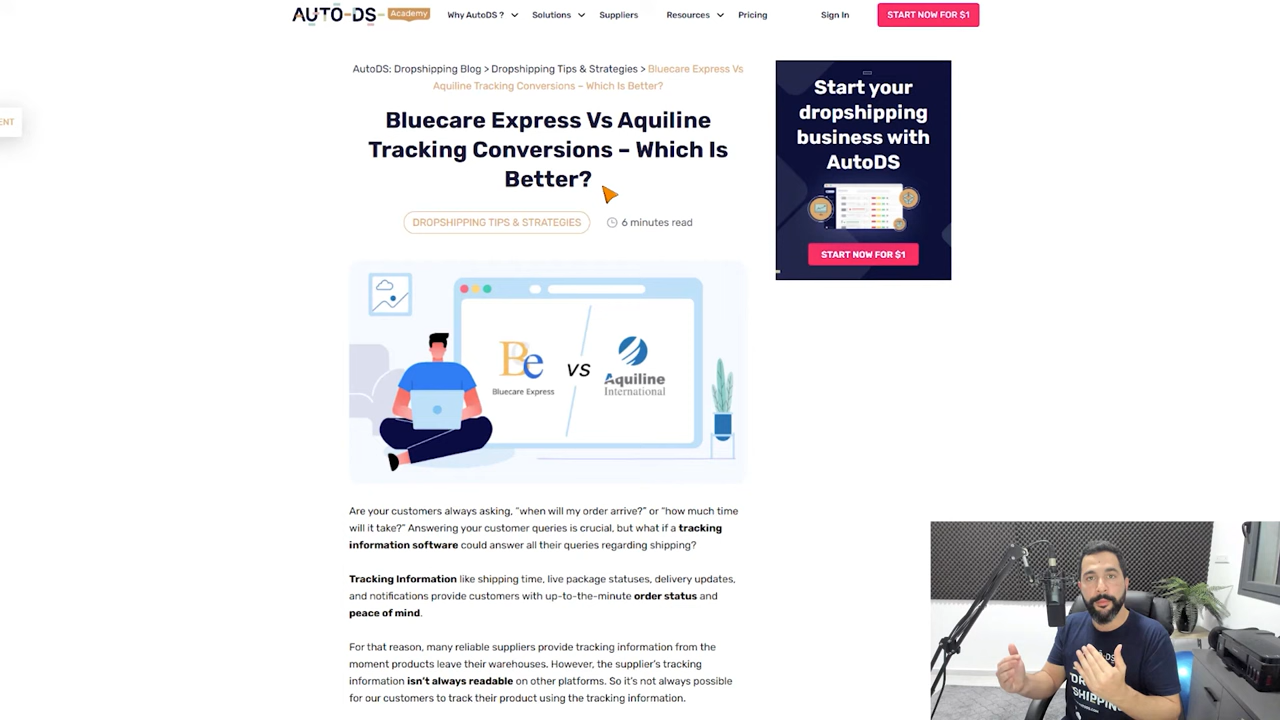 AUTO-DS Academy Why AutoDS ? Solutions Suppliers Resources Pricing Sign In START NOW FOR $1
ENT
AutoDS: Dropshipping Blog > Dropshipping Tips & Strategies > Bluecare Express Vs
Aquiline Tracking Conversions – Which Is Better?
Bluecare Express Vs Aquiline
Tracking Conversions – Which Is
Better?
DROPSHIPPING TIPS & STRATEGIES 6 minutes read
Start your
dropshipping
business with
AutoDS
START NOW FOR $1
Be
Bluecare Express
VS
Aquiline
International
Are your customers always asking, "when will my order arrive?" or "how much time
will it take?" Answering your customer queries is crucial, but what if a tracking
information software could answer all their queries regarding shipping?
Tracking Information like shipping time, live package statuses, delivery updates,
and notifications provide customers with up-to-the-minute order status and
peace of mind.
For that reason, many reliable suppliers provide tracking information from the
moment products leave their warehouses. However, the supplier's tracking
information isn't always readable on other platforms. So it's not always possible
for our customers to track their product using the tracking information.